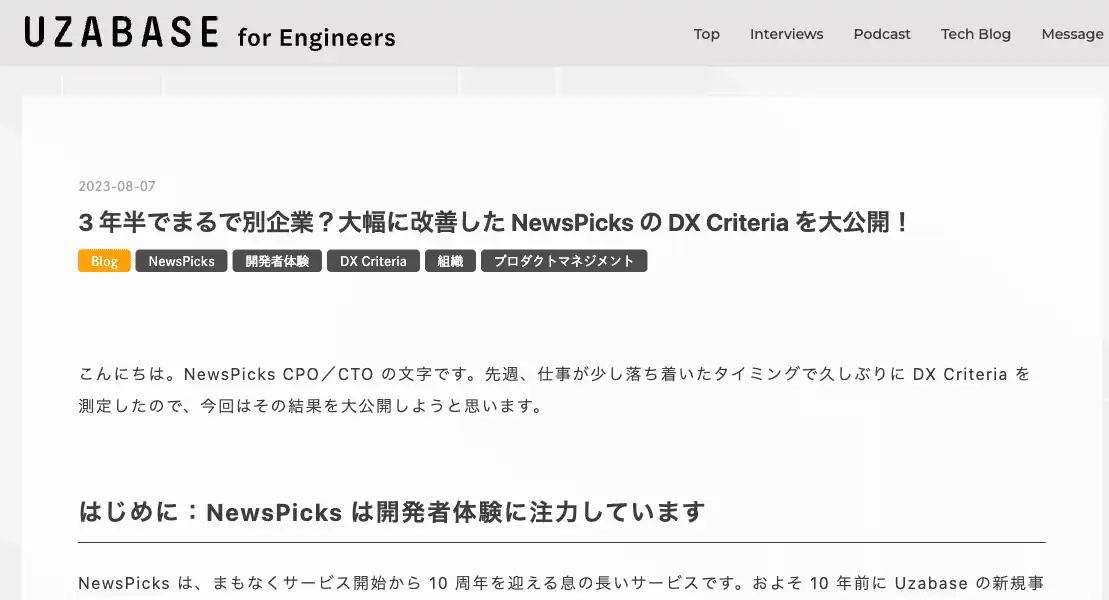 UZABASE for Engineers
Top Interviews Podcast Tech Blog Message
2023-08-07
3 年半でまるで別企業？大幅に改善した NewsPicks の DX Criteria を大公開！
Blog NewsPicks 開発者体験 DX Criteria 組織 プロダクトマネジメント
こんにちは。NewsPicks CPO／CTO の文字です。先週、仕事が少し落ち着いたタイミングで久しぶりに DX Criteria を
測定したので、今回はその結果を大公開しようと思います。
はじめに：NewsPicks は開発者体験に注力しています
NewsPicks は、まもなくサービス開始から 10 周年を迎える息の長いサービスです。およそ 10 年前に Uzabase の新規事